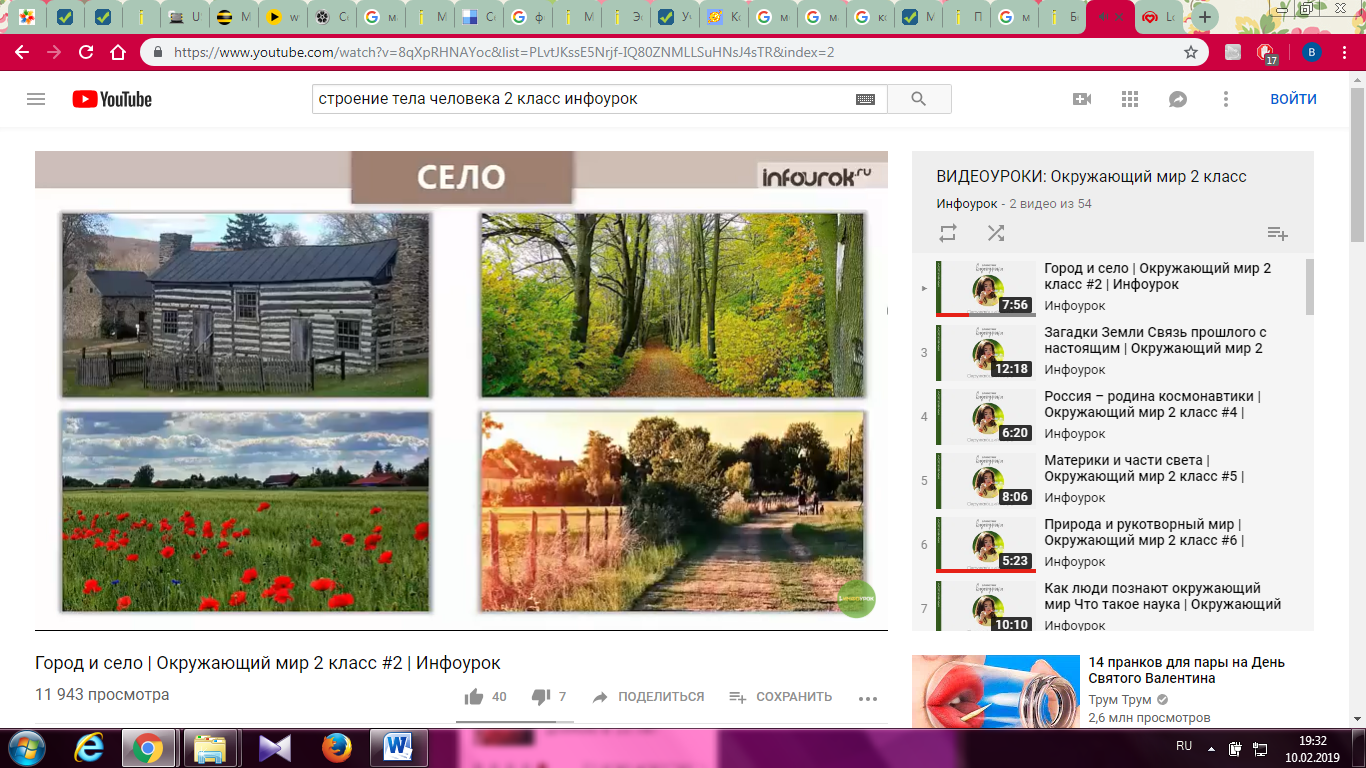 https://www.youtube.com/watch?v=8qXpRHNAYoc&list=PLvtJKssE5Nrjf-IQ80ZNMLLSuHNsJ4sTR&index=2
17
B
YouTube
строение тела человека 2 класс инфоурок
ВОЙТИ
СЕЛО
infourok.ru
ВИДЕОУРОКИ: Окружающий мир 2 класс
Инфоурок - 2 видео из 54
Город и село | Окружающий мир 2
класс #2 | Инфоурок
Инфоурок
7:56
3
Загадки Земли Связь прошлого с
настоящим | Окружающий мир 2
Инфоурок
12:18
4
Россия – родина космонавтики |
Окружающий мир 2 класс #4 |
Инфоурок
6:20
5
Материки и части света |
Окружающий мир 2 класс #5 |
Инфоурок
8:06
6
Природа и рукотворный мир |
Окружающий мир 2 класс #6 |
Инфоурок
5:23
7
Как люди познают окружающий
мир Что такое наука | Окружающий
Инфоурок
10:10
Город и село | Окружающий мир 2 класс #2 | Инфоурок
11 943 просмотра
40
7
ПОДЕЛИТЬСЯ
СОХРАНИТЬ
14 пранков для пары на День
Святого Валентина
Трум Трум
2,6 млн просмотров
RU
19:32
10.02.2019